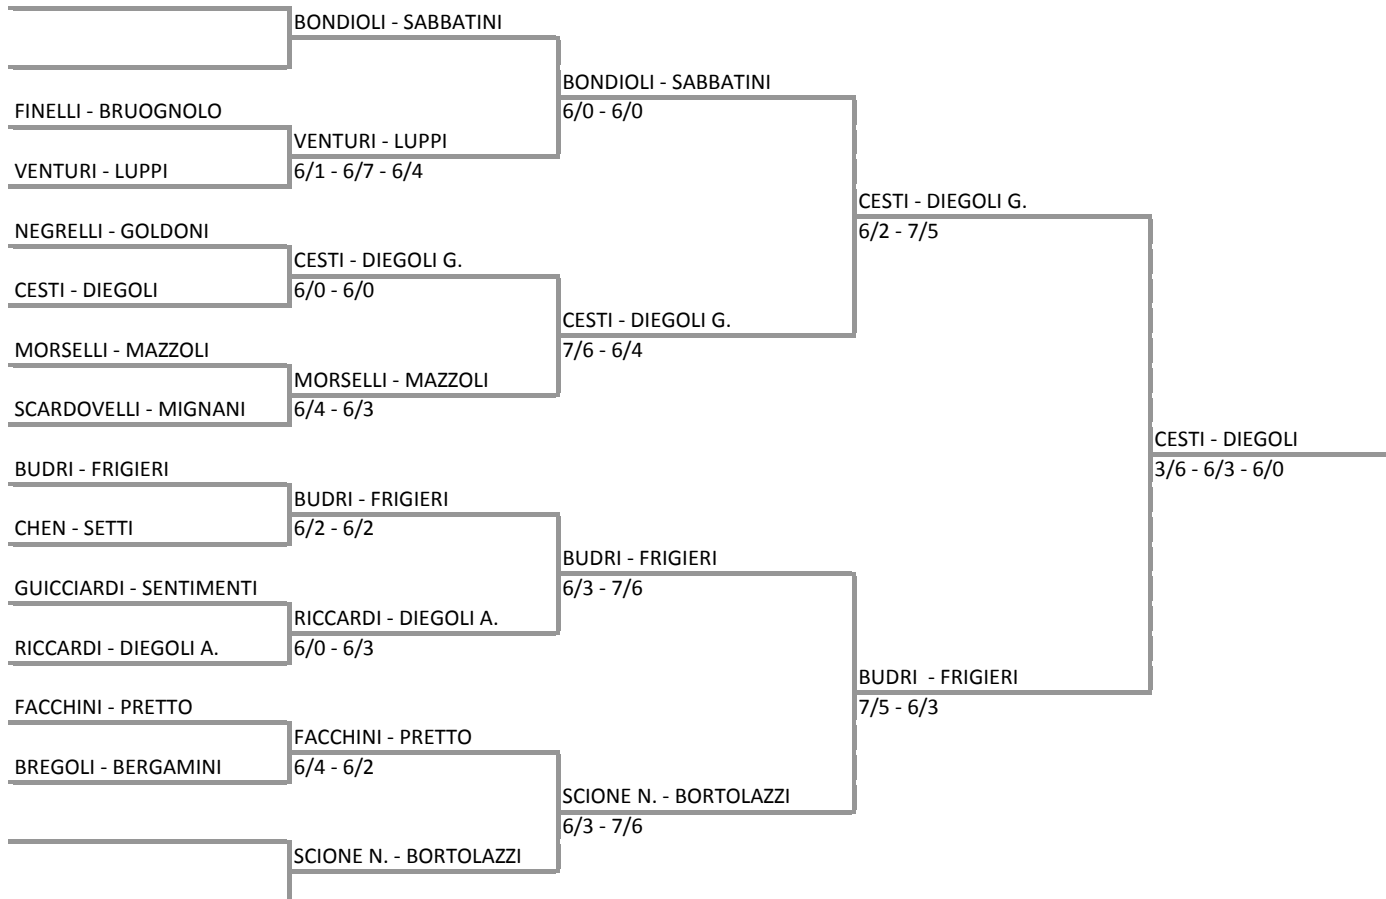 BONDIOLI - SABBATINI
BONDIOLI - SABBATINI
FINELLI - BRUOGNOLO
6/0 - 6/0
VENTURI - LUPPI
VENTURI - LUPPI
6/1 - 6/7 - 6/4
CESTI - DIEGOLI G.
NEGRELLI - GOLDONI
6/2 - 7/5
CESTI - DIEGOLI G.
CESTI - DIEGOLI
6/0 - 6/0
CESTI - DIEGOLI G.
MORSELLI - MAZZOLI
7/6 - 6/4
MORSELLI - MAZZOLI
SCARDOVELLI - MIGNANI
6/4 - 6/3
CESTI - DIEGOLI
BUDRI - FRIGIERI
3/6 - 6/3 - 6/0
BUDRI - FRIGIERI
CHEN - SETTI
6/2 - 6/2
BUDRI - FRIGIERI
GUICCIARDI - SENTIMENTI
6/3 - 7/6
RICCARDI - DIEGOLI A.
RICCARDI - DIEGOLI A.
6/0 - 6/3
BUDRI  - FRIGIERI
FACCHINI - PRETTO
7/5 - 6/3
FACCHINI - PRETTO
BREGOLI - BERGAMINI
6/4 - 6/2
SCIONE N. - BORTOLAZZI
6/3 - 7/6
SCIONE N. - BORTOLAZZI